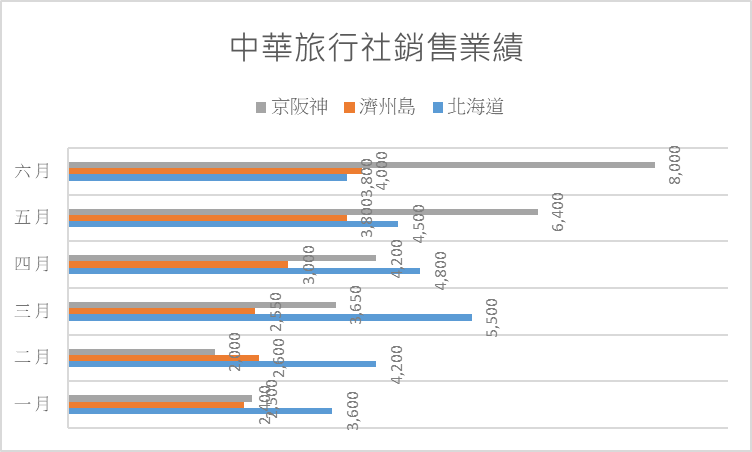 中華旅行社銷售業績
京阪神 濟州島 北海道
六月 3,800 4,000 8,000
五月 3,800 4,500 6,400
四月 3,000 4,200 4,800
三月 2,550 3,650 5,500
二月 2,000 2,600 4,200
一月 2,400 2,500 3,600